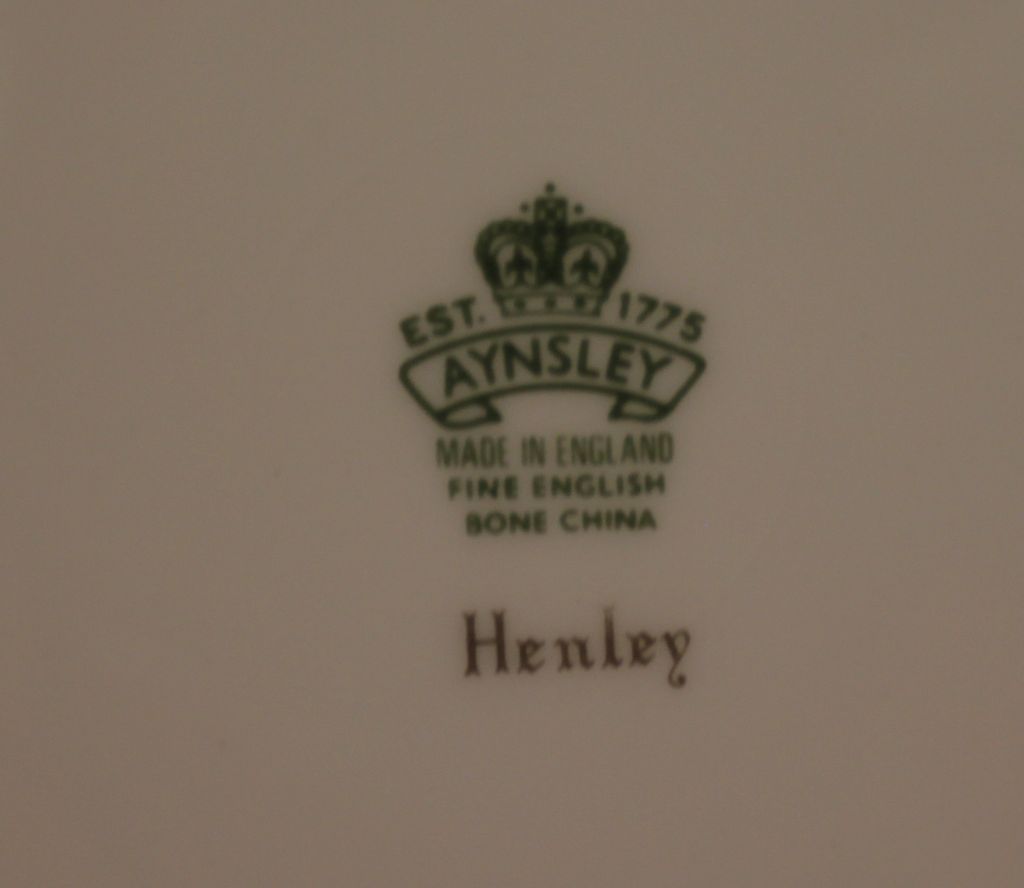 EST. 1775
AYNSLEY
MADE IN ENGLAND
FINE ENGLISH
BONE CHINA
Henley